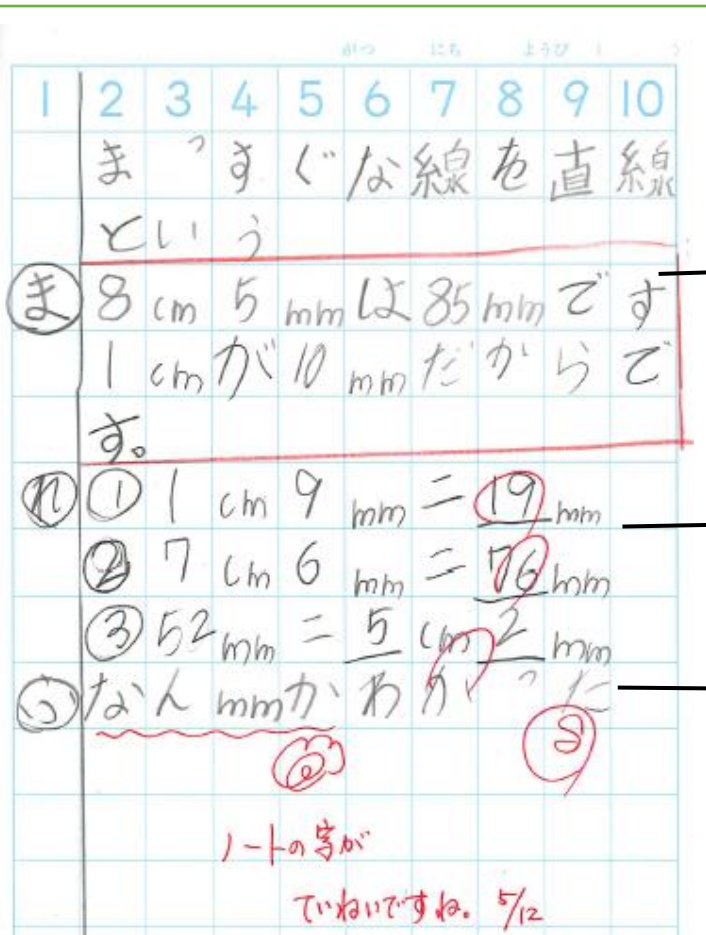 がつ にち ようび ( )
1 2 3 4 5 6 7 8 9 10
まっすぐな線を直線
という
ま 8cm5mmは85mmです
1cmが10mmだからで
す。
れ ①1cm9mm=19mm
②7cm6mm=76mm
③52mm=5cm2mm
なんmmかわかった
S
ノートの字が
ていねいですね。 5/12